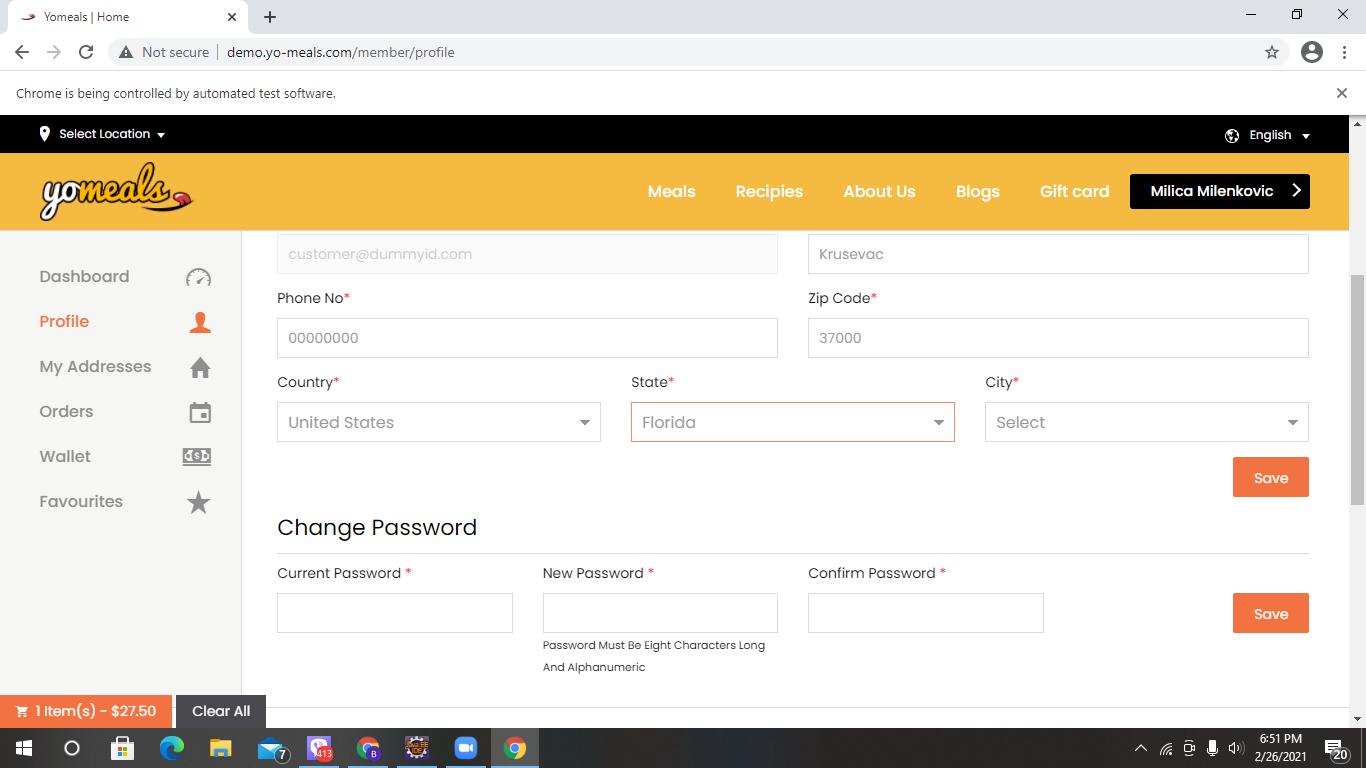 Yomeals | Home
Not secure
demo.yo-meals.com/member/profile
Chrome is being controlled by automated test software.
Select Location
English
yomeals
Meals
Recipies
About Us
Blogs
Gift card
Milica Milenkovic
Dashboard
Profile
My Addresses
Orders
Wallet
Favourites
customer@dummyid.com
Krusevac
Phone No*
Zip Code*
00000000
37000
Country*
State*
City*
United States
Florida
Select
Save
Change Password
Current Password *
New Password *
Confirm Password *
Save
Password Must Be Eight Characters Long
And Alphanumeric
1 Item(s) - $27.50
Clear All
7
413
B
JAVA EE
IDE
6:51 PM
2/26/2021
20